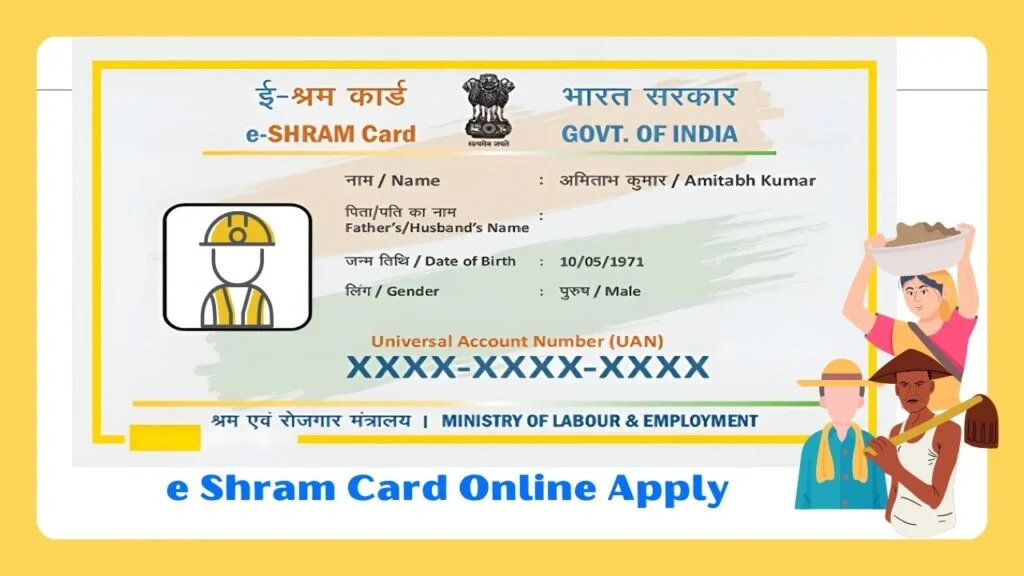 ई-श्रम कार्ड
e-SHRAM Card
सत्यमेव जयते
भारत सरकार
GOVT. OF INDIA
नाम / Name : अमिताभ कुमार / Amitabh Kumar
पिता/पति का नाम :
Father's/Husband's Name
जन्म तिथि / Date of Birth : 10/05/1971
लिंग / Gender : पुरुष / Male
Universal Account Number (UAN)
XXXX-XXXX-XXXX
श्रम एवं रोजगार मंत्रालय | MINISTRY OF LABOUR & EMPLOYMENT
e Shram Card Online Apply